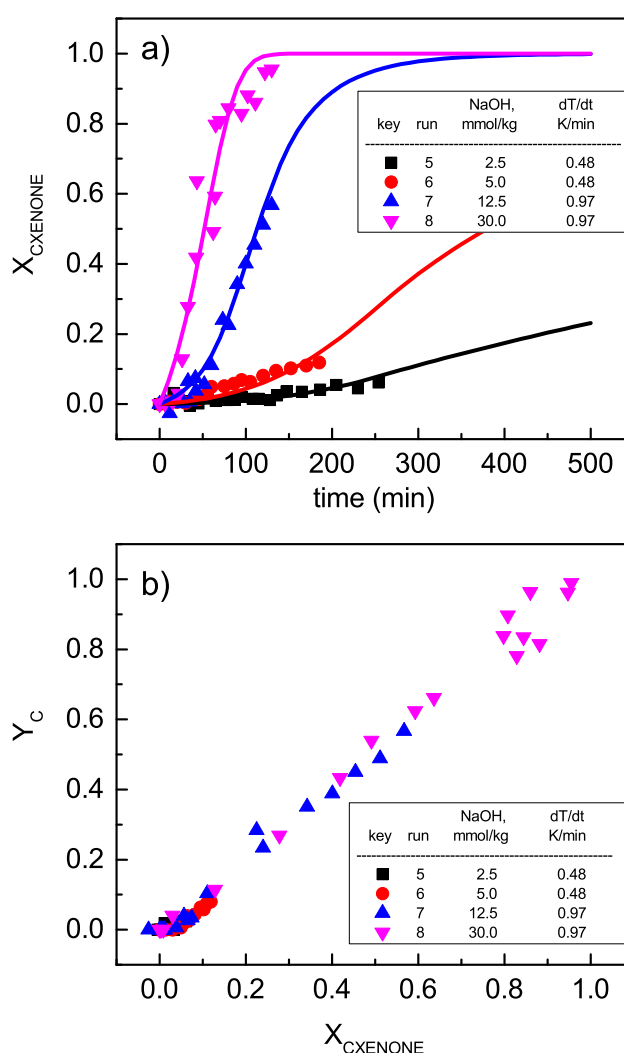 a)
1.0
0.8
0.6
0.4
0.2
0.0
X_CXENONE
NaOH, dT/dt
key run mmol/kg K/min
5 2.5 0.48
6 5.0 0.48
7 12.5 0.97
8 30.0 0.97
0 100 200 300 400 500
time (min)
b)
1.0
0.8
0.6
0.4
0.2
0.0
Y_C
NaOH, dT/dt
key run mmol/kg K/min
5 2.5 0.48
6 5.0 0.48
7 12.5 0.97
8 30.0 0.97
0.0 0.2 0.4 0.6 0.8 1.0
X_CXENONE